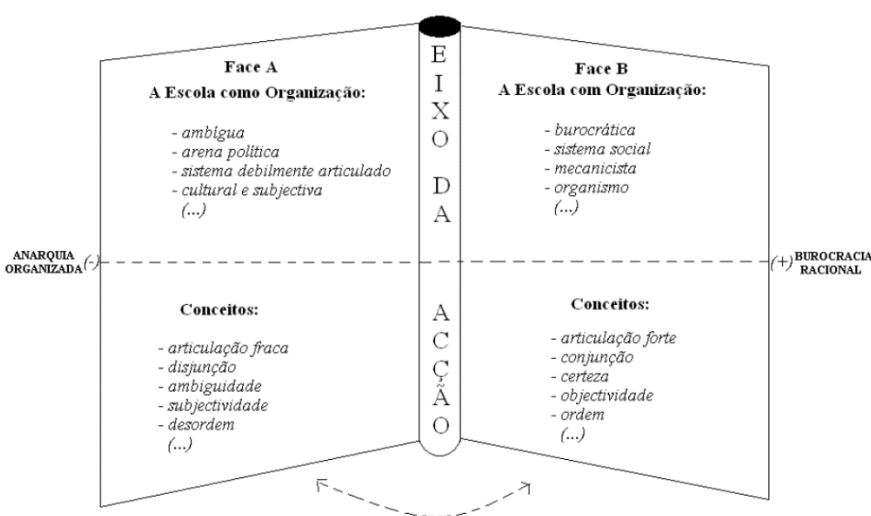 Face A
A Escola como Organização:
- ambígua
- arena política
- sistema debilmente articulado
- cultural e subjectiva
(...)
ANARQUIA
ORGANIZADA (-)
Conceitos:
- articulação fraca
- disjunção
- ambiguidade
- subjectividade
- desordem
(...)
E
I
X
O
D
A
A
C
Ç
Ã
O
Face B
A Escola com Organização:
- burocrática
- sistema social
- mecanicista
- organismo
(...)
(+) BUROCRACIA
RACIONAL
Conceitos:
- articulação forte
- conjunção
- certeza
- objectividade
- ordem
(...)